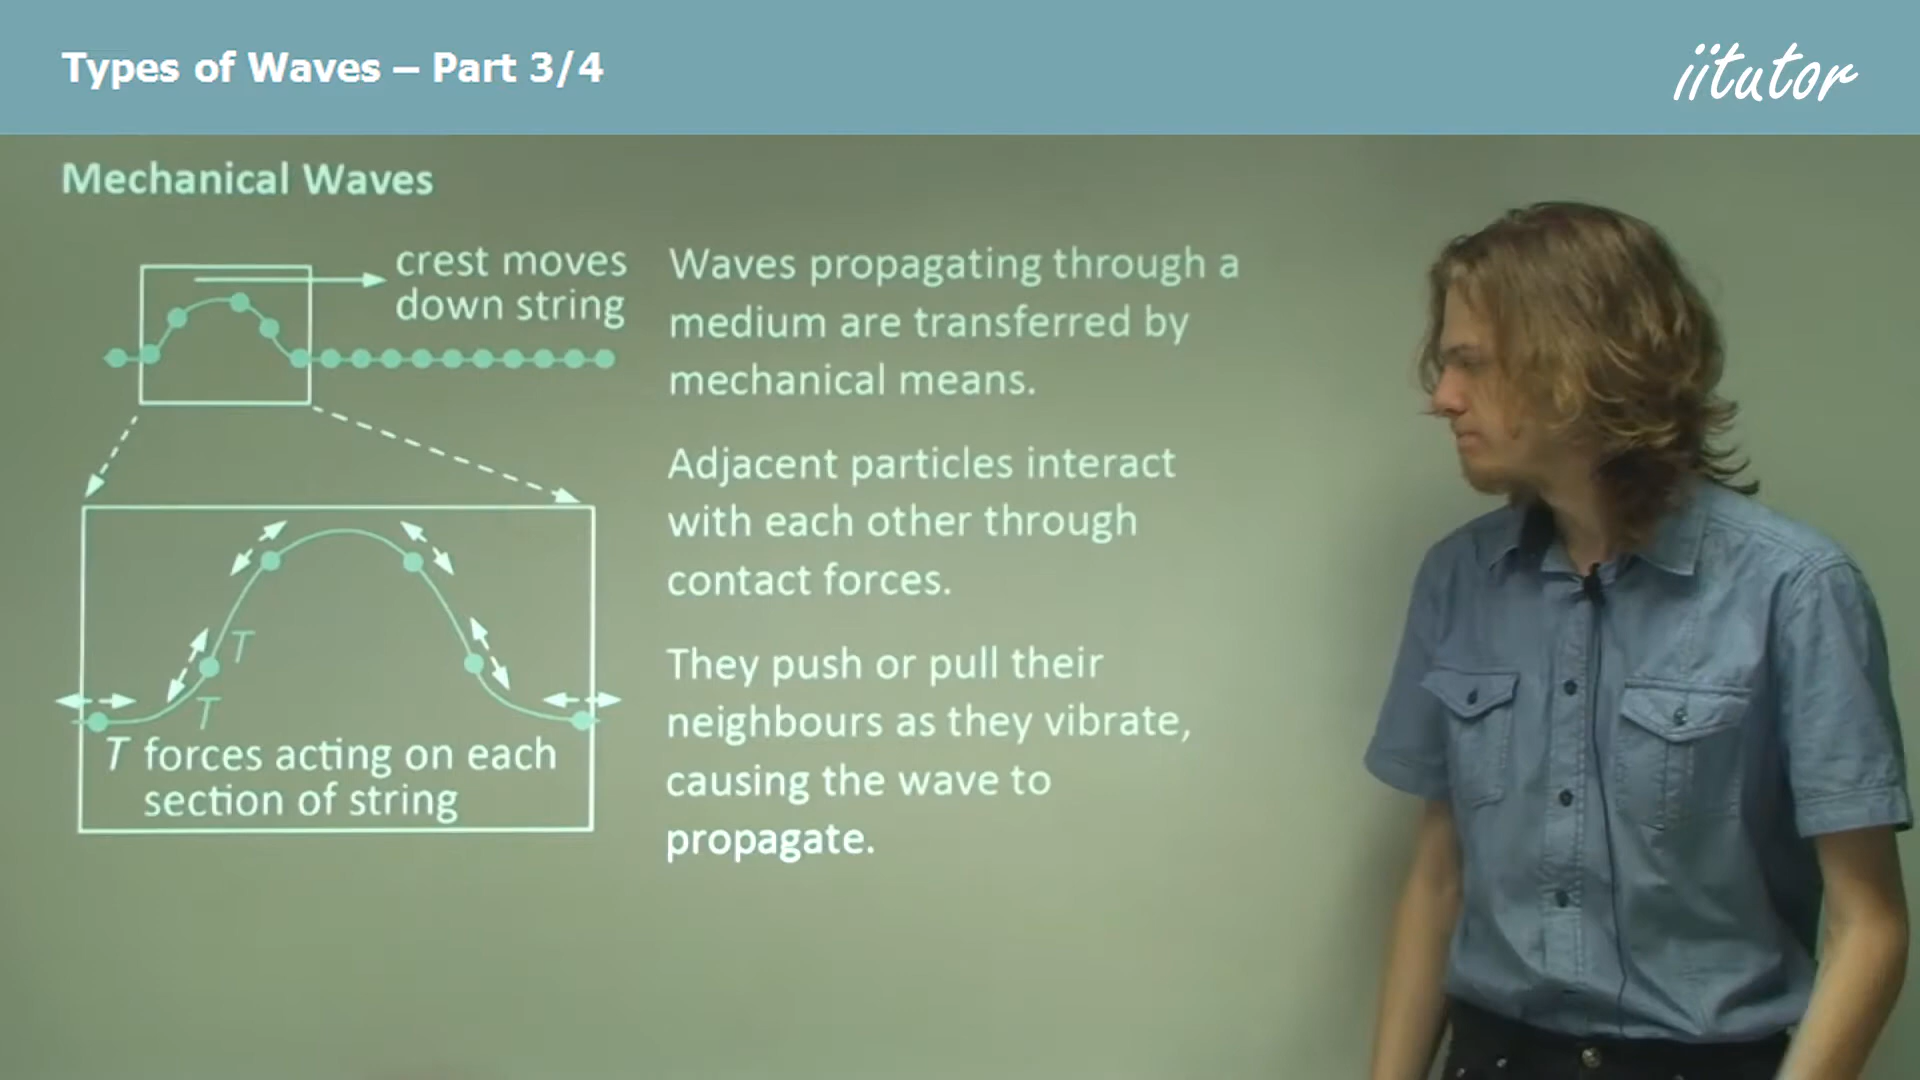 Types of Waves – Part 3/4
iitutor
Mechanical Waves
crest moves
down string
Waves propagating through a
medium are transferred by
mechanical means.
Adjacent particles interact
with each other through
contact forces.
They push or pull their
neighbours as they vibrate,
causing the wave to
propagate.
T
T
T forces acting on each
section of string